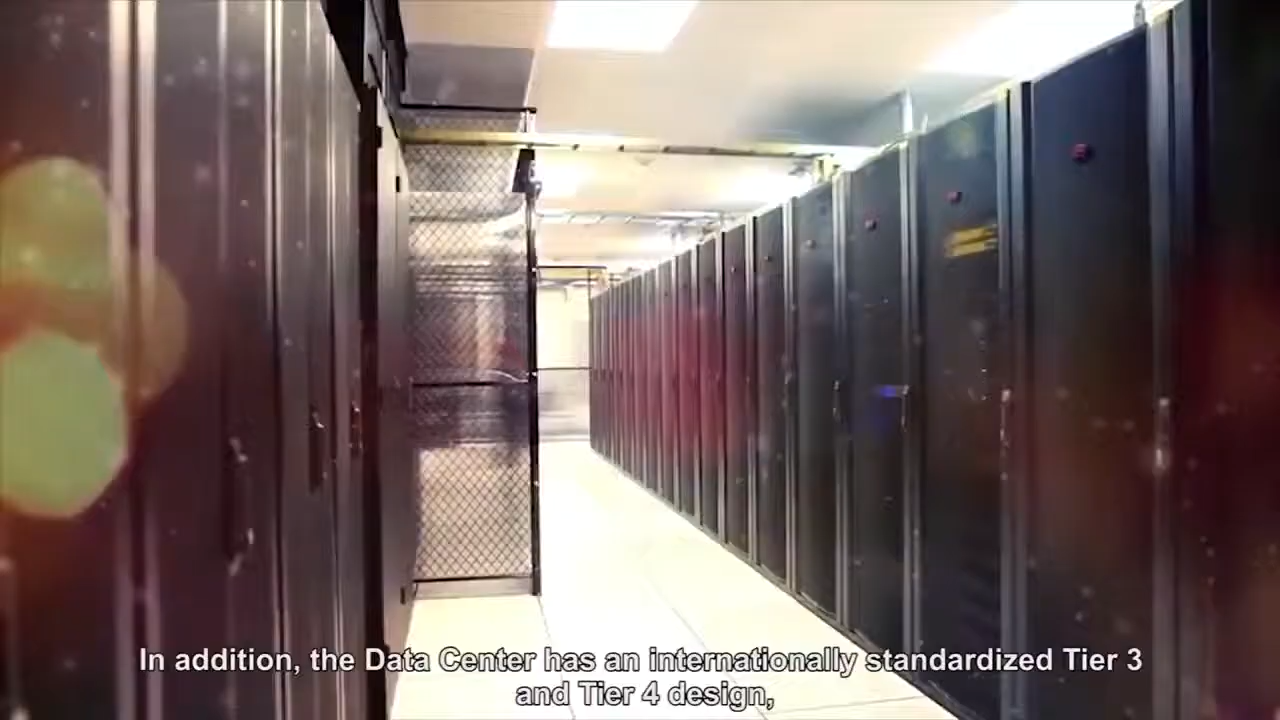 In addition, the Data Center has an internationally standardized Tier 3
and Tier 4 design,